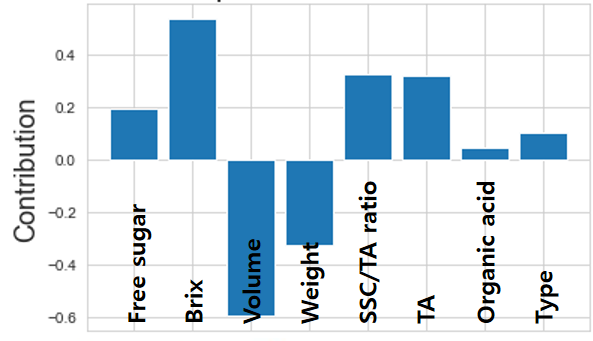 Contribution
0.4
0.2
0.0
−0.2
−0.4
−0.6
Free sugar
Brix
Volume
Weight
SSC/TA ratio
TA
Organic acid
Type